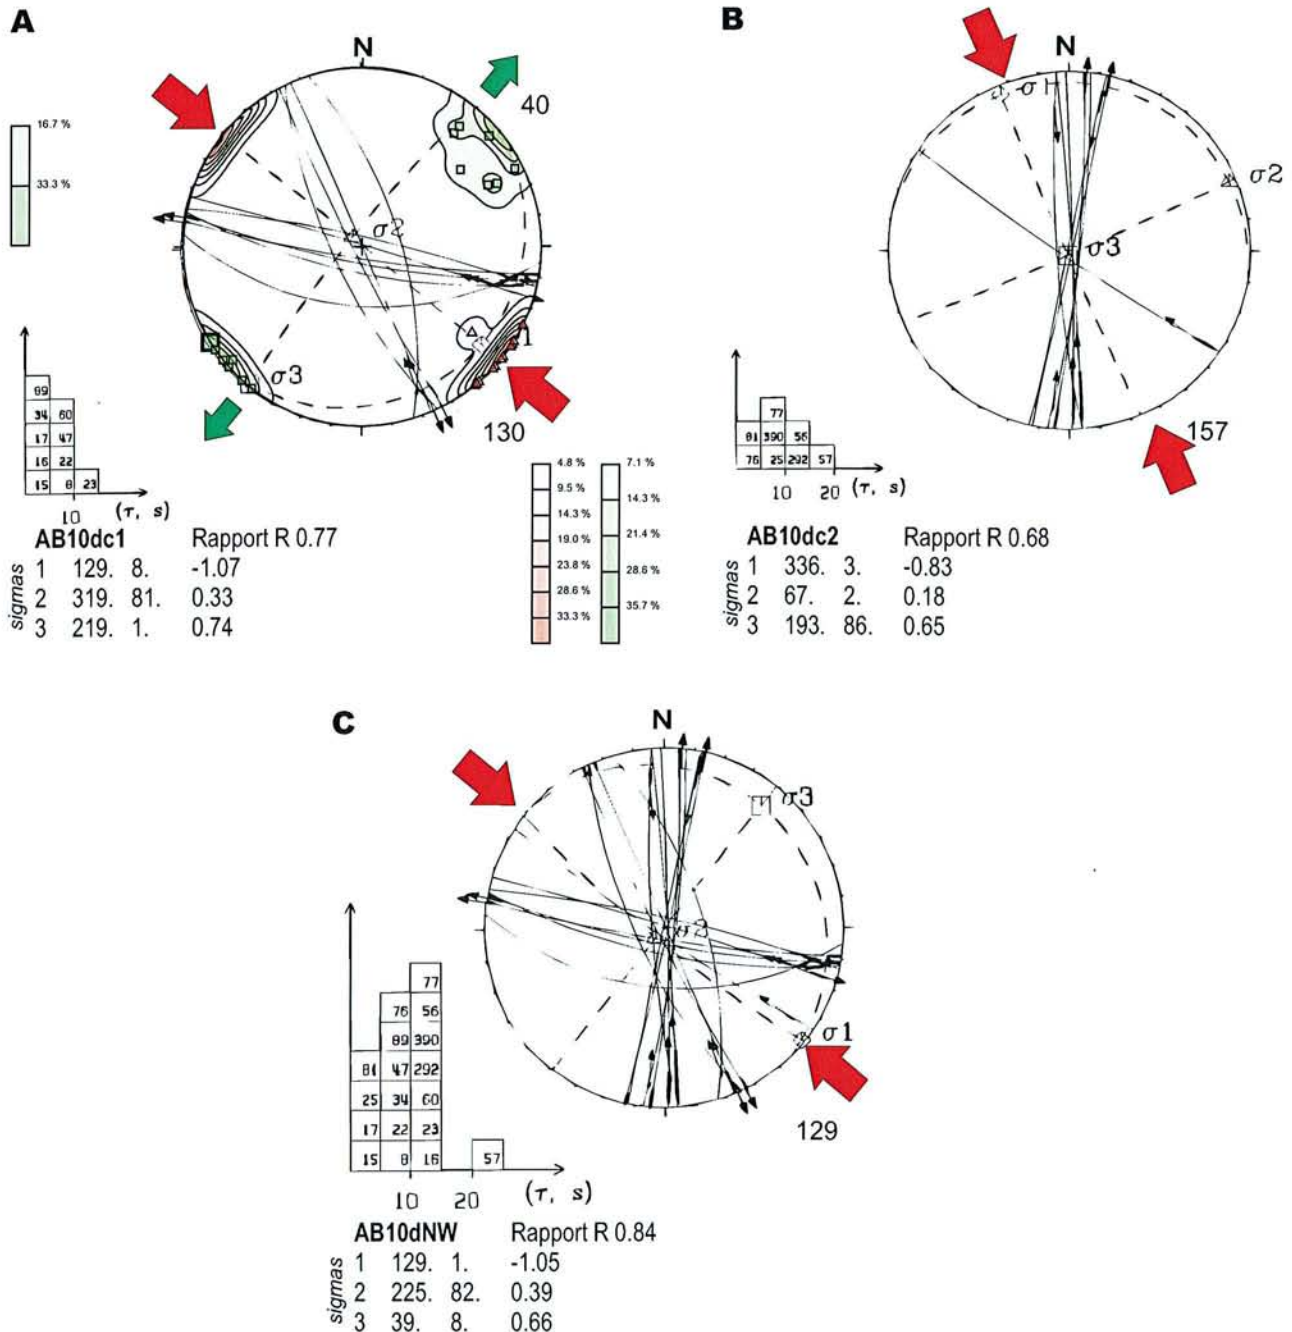 A
N
40
16.7 %
33.3 %
σ2
1
σ3
130
89
34 60
17 47
16 22
15 8 23
10 (τ, s)
AB10dc1 Rapport R 0.77
sigmas
1 129. 8. -1.07
2 319. 81. 0.33
3 219. 1. 0.74
4.8 %
9.5 %
14.3 %
19.0 %
23.8 %
28.6 %
33.3 %
7.1 %
14.3 %
21.4 %
28.6 %
35.7 %
B
N
σ1
σ2
σ3
157
77
81 390 56
76 25 292 57
10 20 (τ, s)
AB10dc2 Rapport R 0.68
sigmas
1 336. 3. -0.83
2 67. 2. 0.18
3 193. 86. 0.65
C
N
σ3
σ2
σ1
129
77
76 56
89 390
81 47 292
25 34 60
17 22 23
15 8 16 57
10 20 (τ, s)
AB10dNW Rapport R 0.84
sigmas
1 129. 1. -1.05
2 225. 82. 0.39
3 39. 8. 0.66